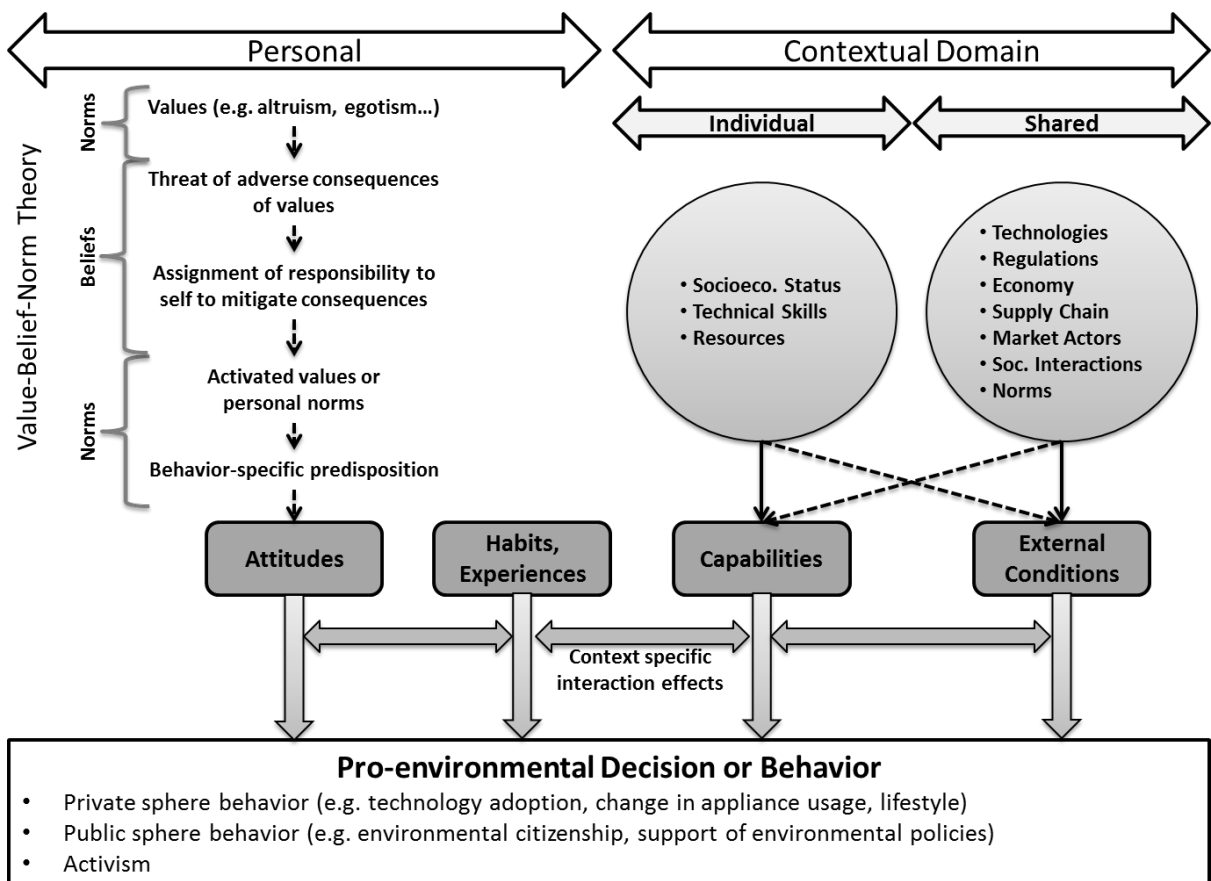 Personal
Contextual Domain
Individual
Shared
Value-Belief-Norm Theory
Norms
Values (e.g. altruism, egotism…)
Beliefs
Threat of adverse consequences
of values
Assignment of responsibility to
self to mitigate consequences
Norms
Activated values or
personal norms
Behavior-specific predisposition
• Socioeco. Status
• Technical Skills
• Resources
• Technologies
• Regulations
• Economy
• Supply Chain
• Market Actors
• Soc. Interactions
• Norms
Attitudes
Habits,
Experiences
Capabilities
External
Conditions
Context specific
interaction effects
Pro-environmental Decision or Behavior
• Private sphere behavior (e.g. technology adoption, change in appliance usage, lifestyle)
• Public sphere behavior (e.g. environmental citizenship, support of environmental policies)
• Activism